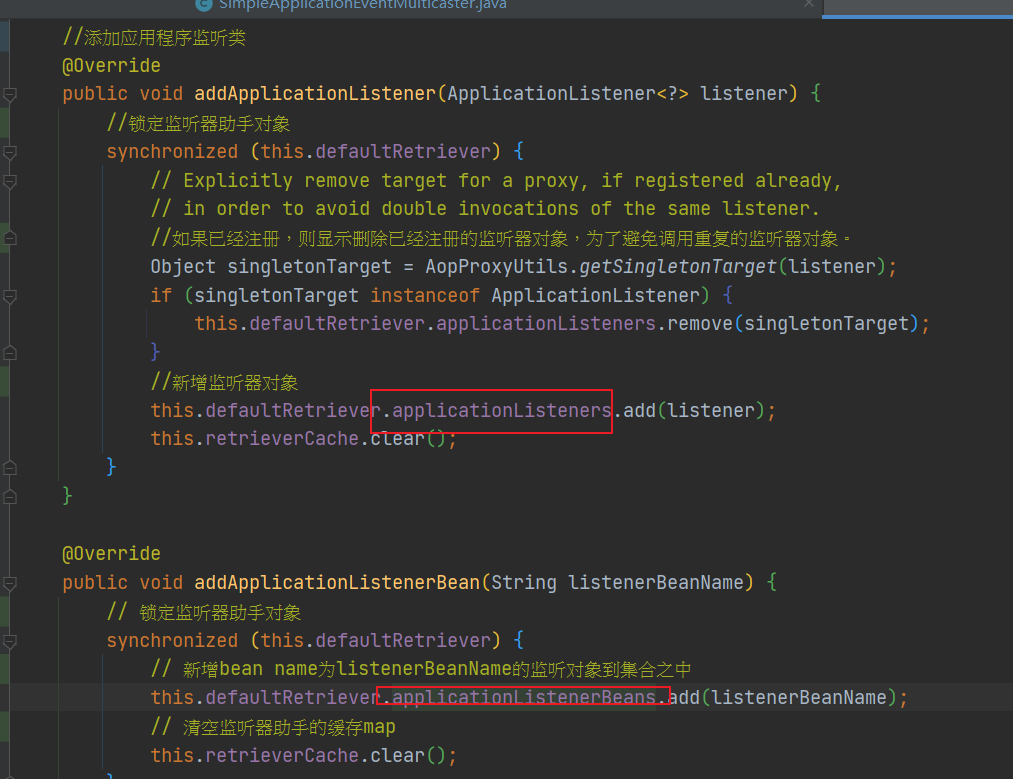 SimpleApplicationEventMulticaster.java
//添加应用程序监听类
@Override
public void addApplicationListener(ApplicationListener<?> listener) {
//锁定监听器助手对象
synchronized (this.defaultRetriever) {
// Explicitly remove target for a proxy, if registered already,
// in order to avoid double invocations of the same listener.
//如果已经注册，则显示删除已经注册的监听器对象，为了避免调用重复的监听器对象。
Object singletonTarget = AopProxyUtils.getSingletonTarget(listener);
if (singletonTarget instanceof ApplicationListener) {
this.defaultRetriever.applicationListeners.remove(singletonTarget);
}
//新增监听器对象
this.defaultRetriever.applicationListeners.add(listener);
this.retrieverCache.clear();
}
}
@Override
public void addApplicationListenerBean(String listenerBeanName) {
// 锁定监听器助手对象
synchronized (this.defaultRetriever) {
// 新增bean name为listenerBeanName的监听对象到集合之中
this.defaultRetriever.applicationListenerBeans.add(listenerBeanName);
// 清空监听器助手的缓存map
this.retrieverCache.clear();
}